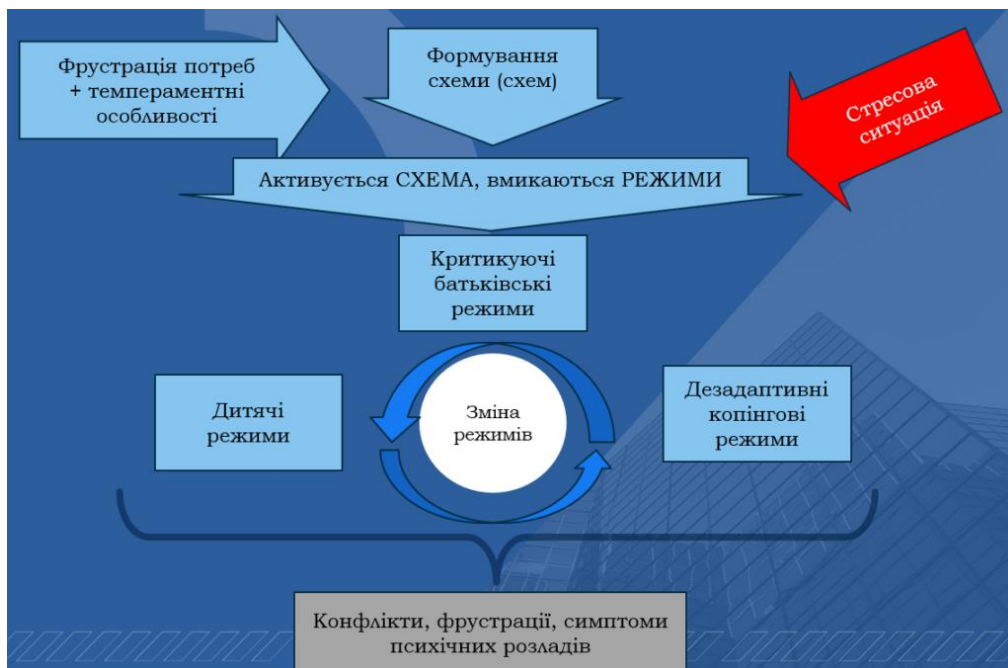 Фрустрація потреб
+ темпераментні
особливості
Формування
схеми (схем)
Стресова
ситуація
Активується СХЕМА, вмикаються РЕЖИМИ
Критикуючі
батьківські
режими
Дитячі
режими
Зміна
режимів
Дезадаптивні
копінгові
режими
Конфлікти, фрустрації, симптоми
психічних розладів